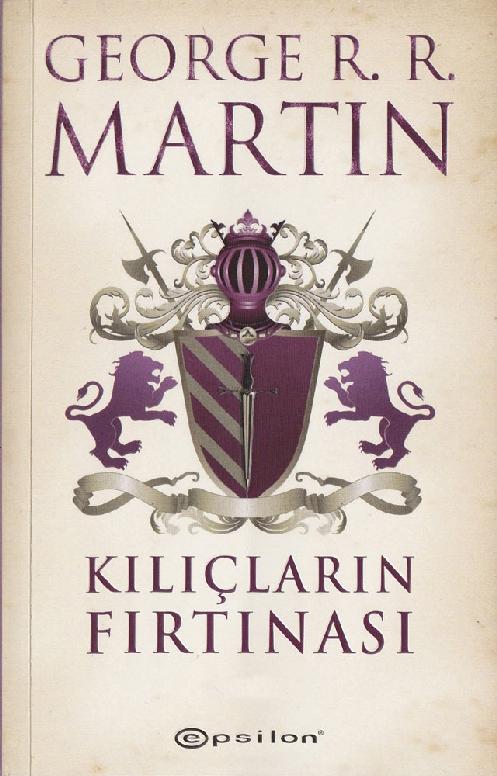 GEORGE R. R.
MARTIN
KILIÇLARIN
FIRTINASI
epsilon®